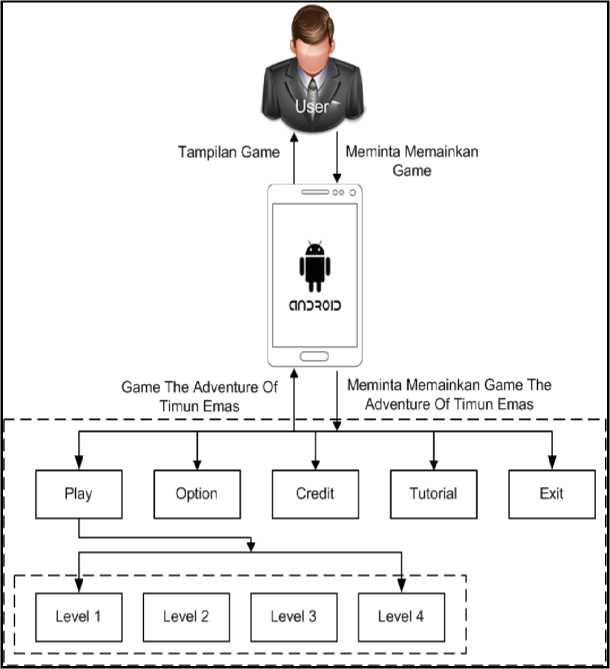 User
Tampilan Game
Meminta Memainkan
Game
ANDROID
Game The Adventure Of
Timun Emas
Meminta Memainkan Game The
Adventure Of Timun Emas
Play
Option
Credit
Tutorial
Exit
Level 1
Level 2
Level 3
Level 4